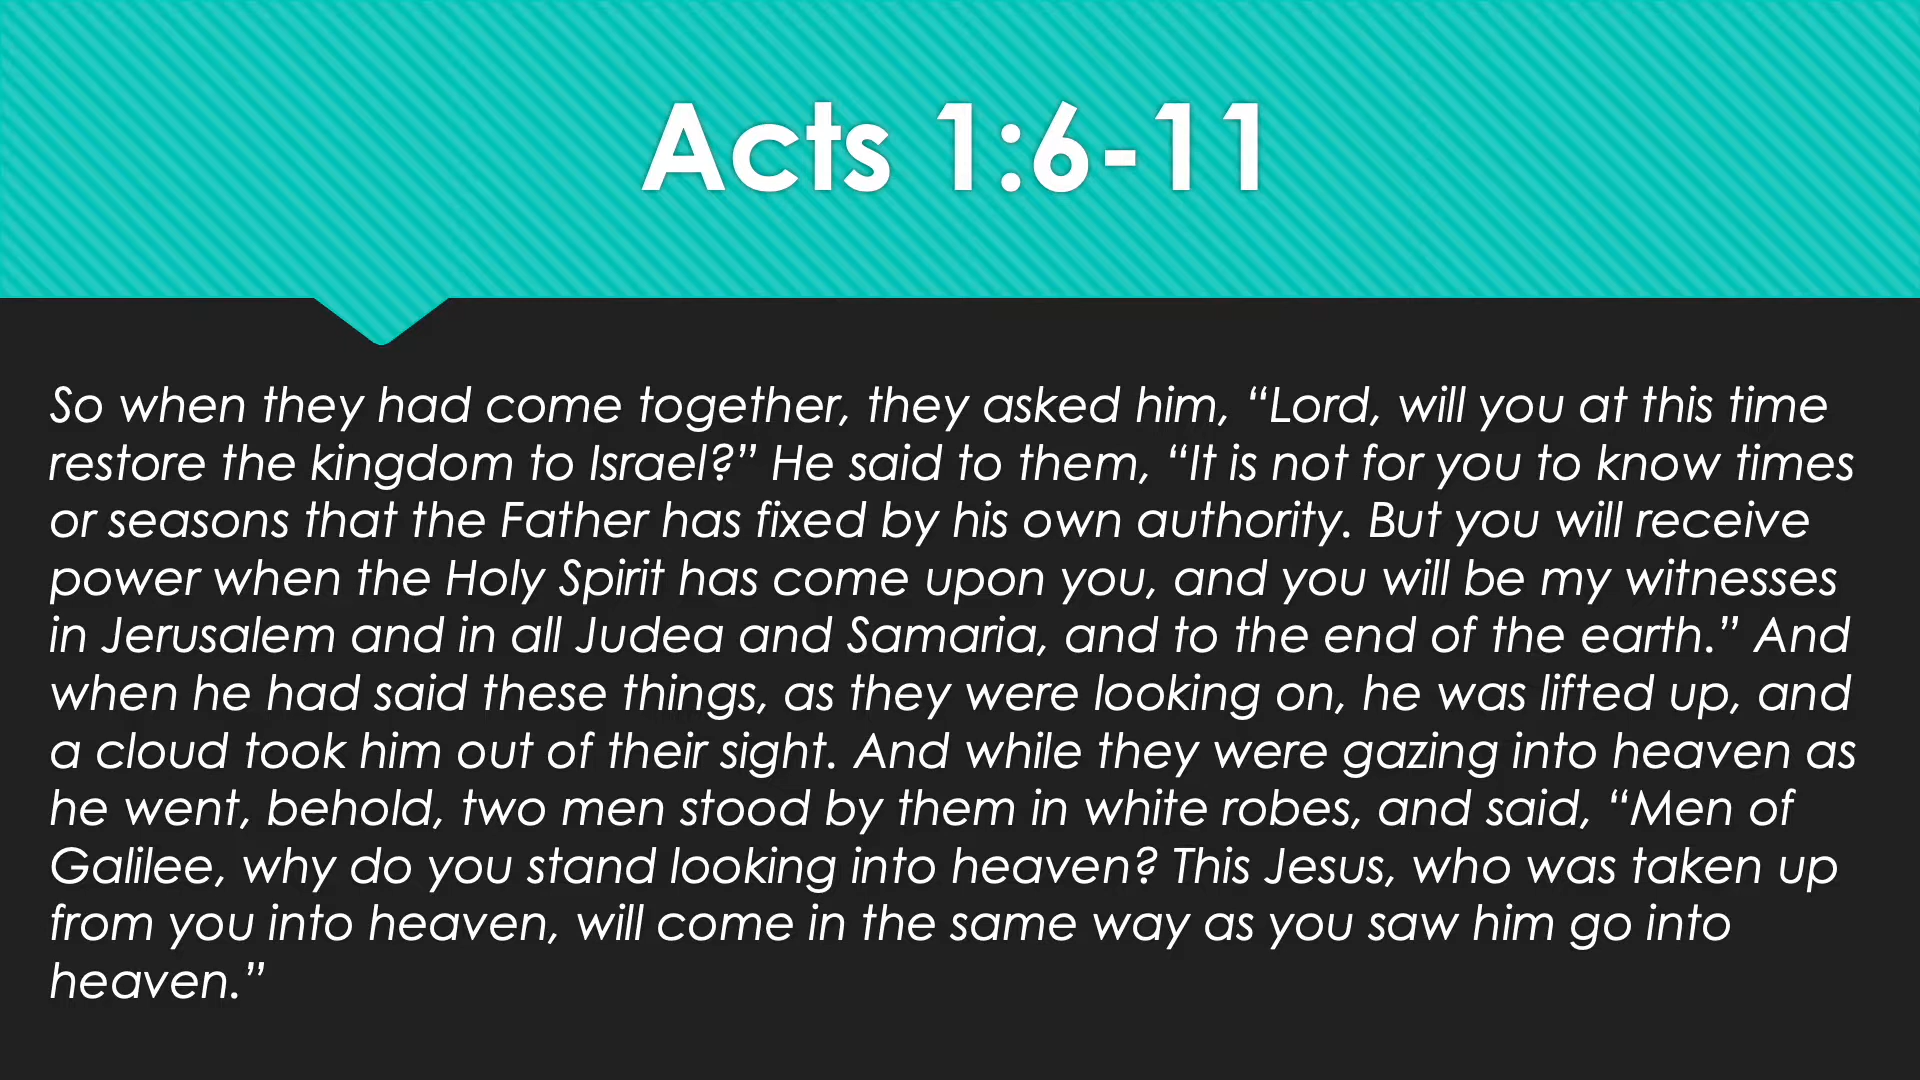 Acts 1:6-11
So when they had come together, they asked him, “Lord, will you at this time
restore the kingdom to Israel?” He said to them, “It is not for you to know times
or seasons that the Father has fixed by his own authority. But you will receive
power when the Holy Spirit has come upon you, and you will be my witnesses
in Jerusalem and in all Judea and Samaria, and to the end of the earth.” And
when he had said these things, as they were looking on, he was lifted up, and
a cloud took him out of their sight. And while they were gazing into heaven as
he went, behold, two men stood by them in white robes, and said, “Men of
Galilee, why do you stand looking into heaven? This Jesus, who was taken up
from you into heaven, will come in the same way as you saw him go into
heaven.”